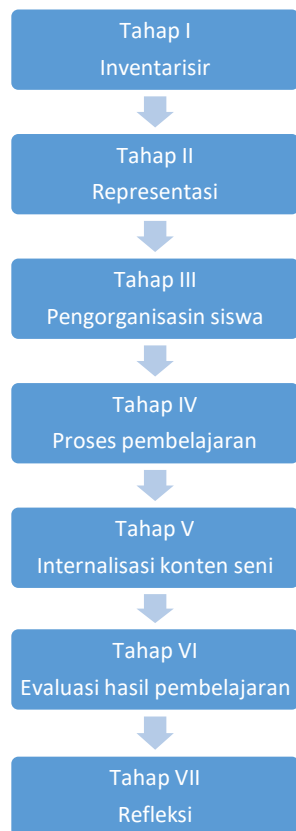 Tahap I
Inventarisir
Tahap II
Representasi
Tahap III
Pengorganisasin siswa
Tahap IV
Proses pembelajaran
Tahap V
Internalisasi konten seni
Tahap VI
Evaluasi hasil pembelajaran
Tahap VII
Refleksi